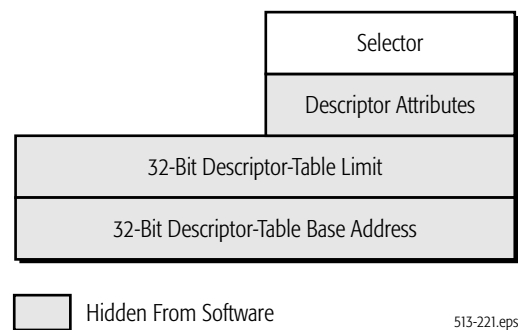 Selector
Descriptor Attributes
32-Bit Descriptor-Table Limit
32-Bit Descriptor-Table Base Address
Hidden From Software
513-221.eps